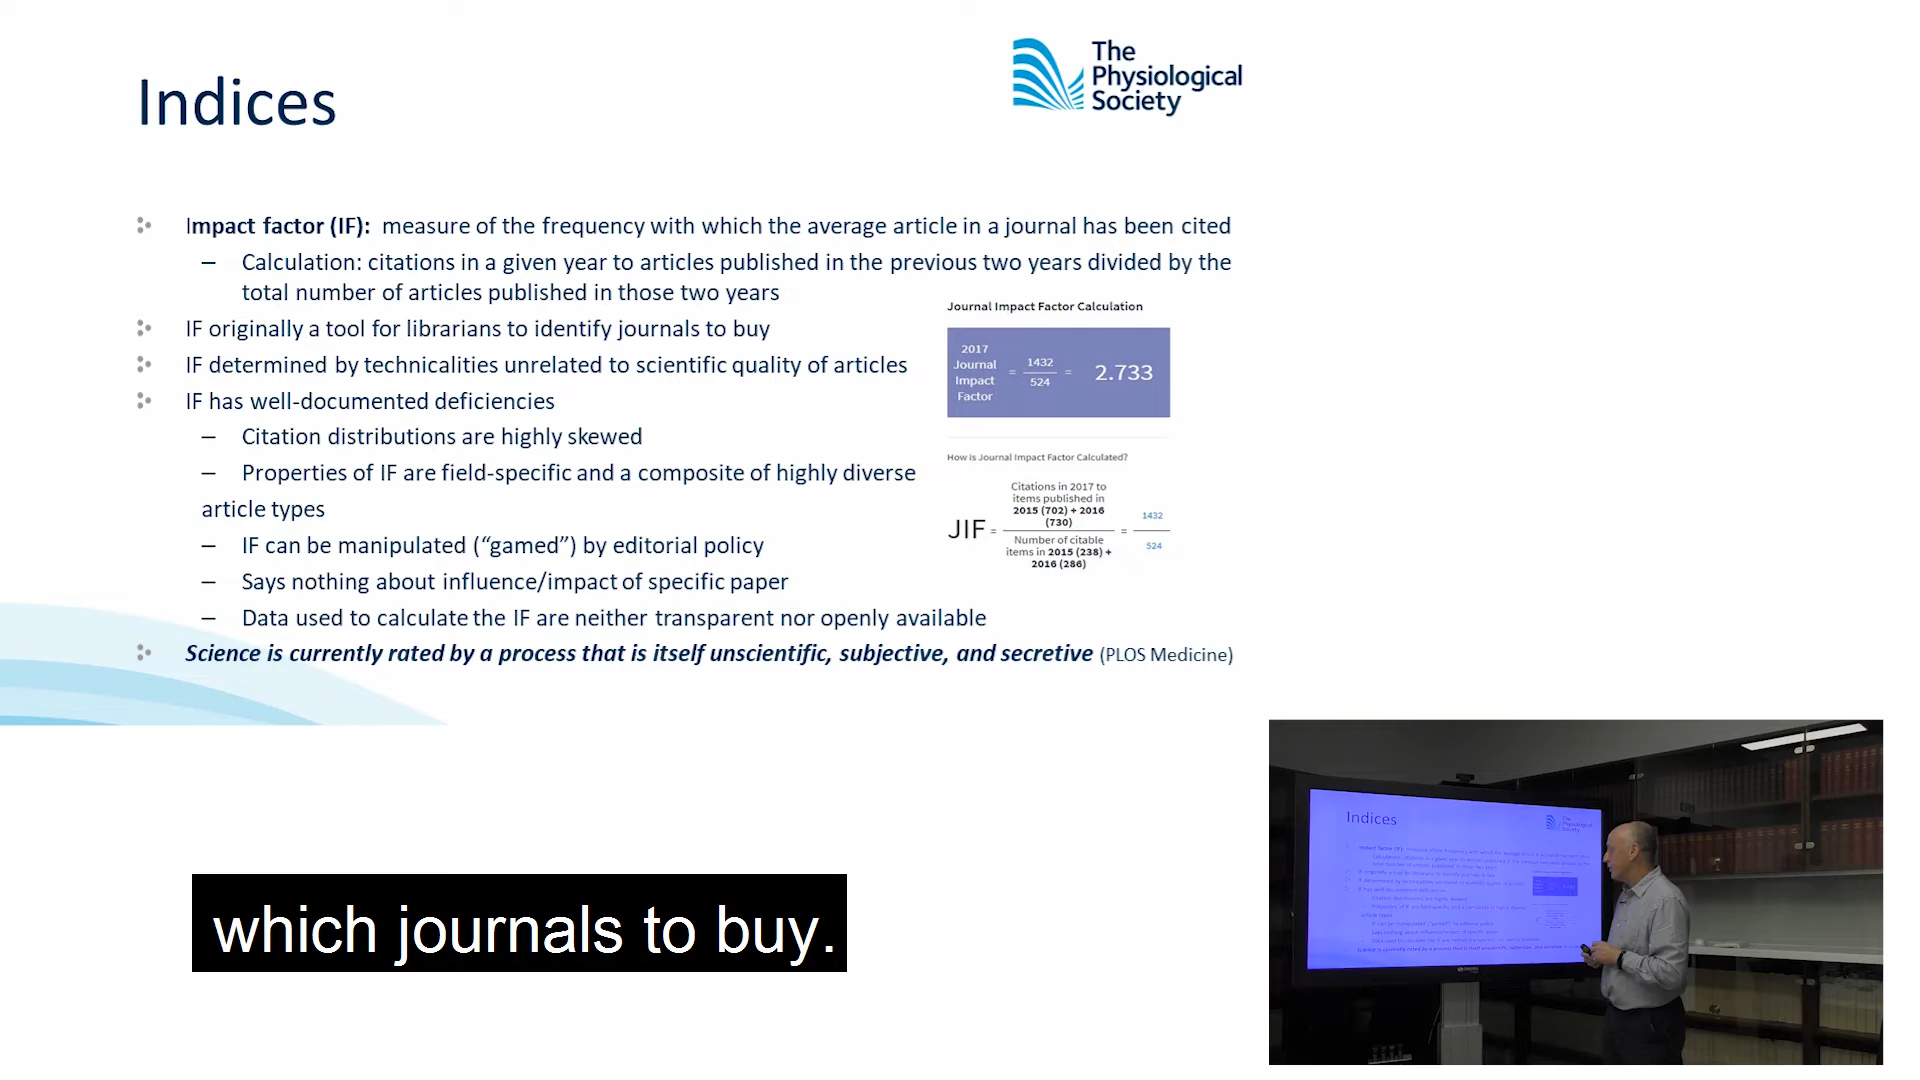 The
Physiological
Society
Indices
Impact factor (IF): measure of the frequency with which the average article in a journal has been cited
– Calculation: citations in a given year to articles published in the previous two years divided by the
total number of articles published in those two years
IF originally a tool for librarians to identify journals to buy
IF determined by technicalities unrelated to scientific quality of articles
IF has well-documented deficiencies
– Citation distributions are highly skewed
– Properties of IF are field-specific and a composite of highly diverse
article types
– IF can be manipulated (“gamed”) by editorial policy
– Says nothing about influence/impact of specific paper
– Data used to calculate the IF are neither transparent nor openly available
Science is currently rated by a process that is itself unscientific, subjective, and secretive (PLOS Medicine)
Journal Impact Factor Calculation
2017
Journal
Impact
Factor
=
1432
524
=
2.733
How is Journal Impact Factor Calculated?
JIF =
Citations in 2017 to
items published in
2015 (702) + 2016
(730)
Number of citable
items in 2015 (238) +
2016 (286)
=
1432
524
which journals to buy.
Indices
The
Physiological
Society